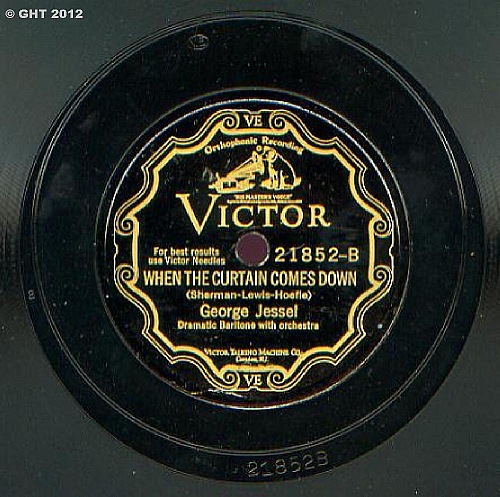 © GHT 2012
VE
Orthophonic Recording
"HIS MASTER'S VOICE"
VICTOR
For best results
use Victor Needles
21852-B
WHEN THE CURTAIN COMES DOWN
(Sherman-Lewis-Hoefle)
George Jessel
Dramatic Baritone with orchestra
VICTOR TALKING MACHINE CO.
Camden, N.J.
VE
21852B